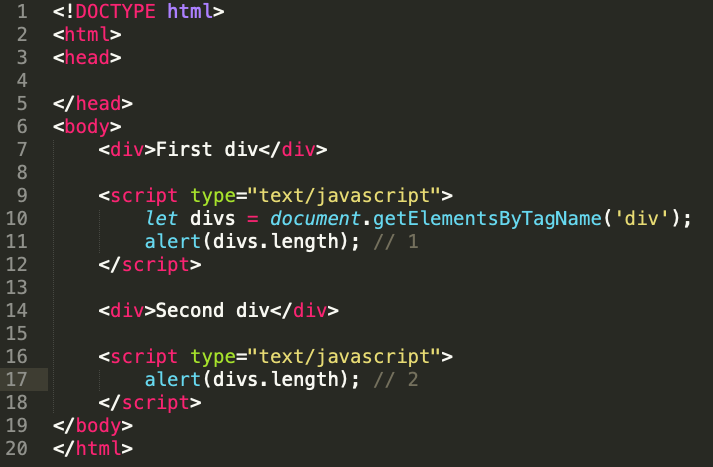 1 <!DOCTYPE html>
2 <html>
3 <head>
4
5 </head>
6 <body>
7     <div>First div</div>
8
9     <script type="text/javascript">
10         let divs = document.getElementsByTagName('div');
11         alert(divs.length); // 1
12     </script>
13
14     <div>Second div</div>
15
16     <script type="text/javascript">
17         alert(divs.length); // 2
18     </script>
19 </body>
20 </html>